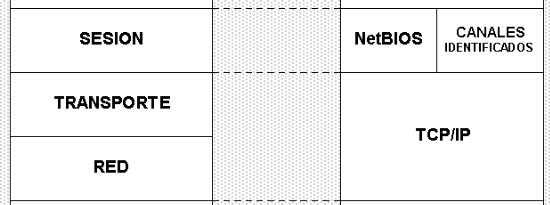 SESION
NetBIOS
CANALES
IDENTIFICADOS
TRANSPORTE
TCP/IP
RED